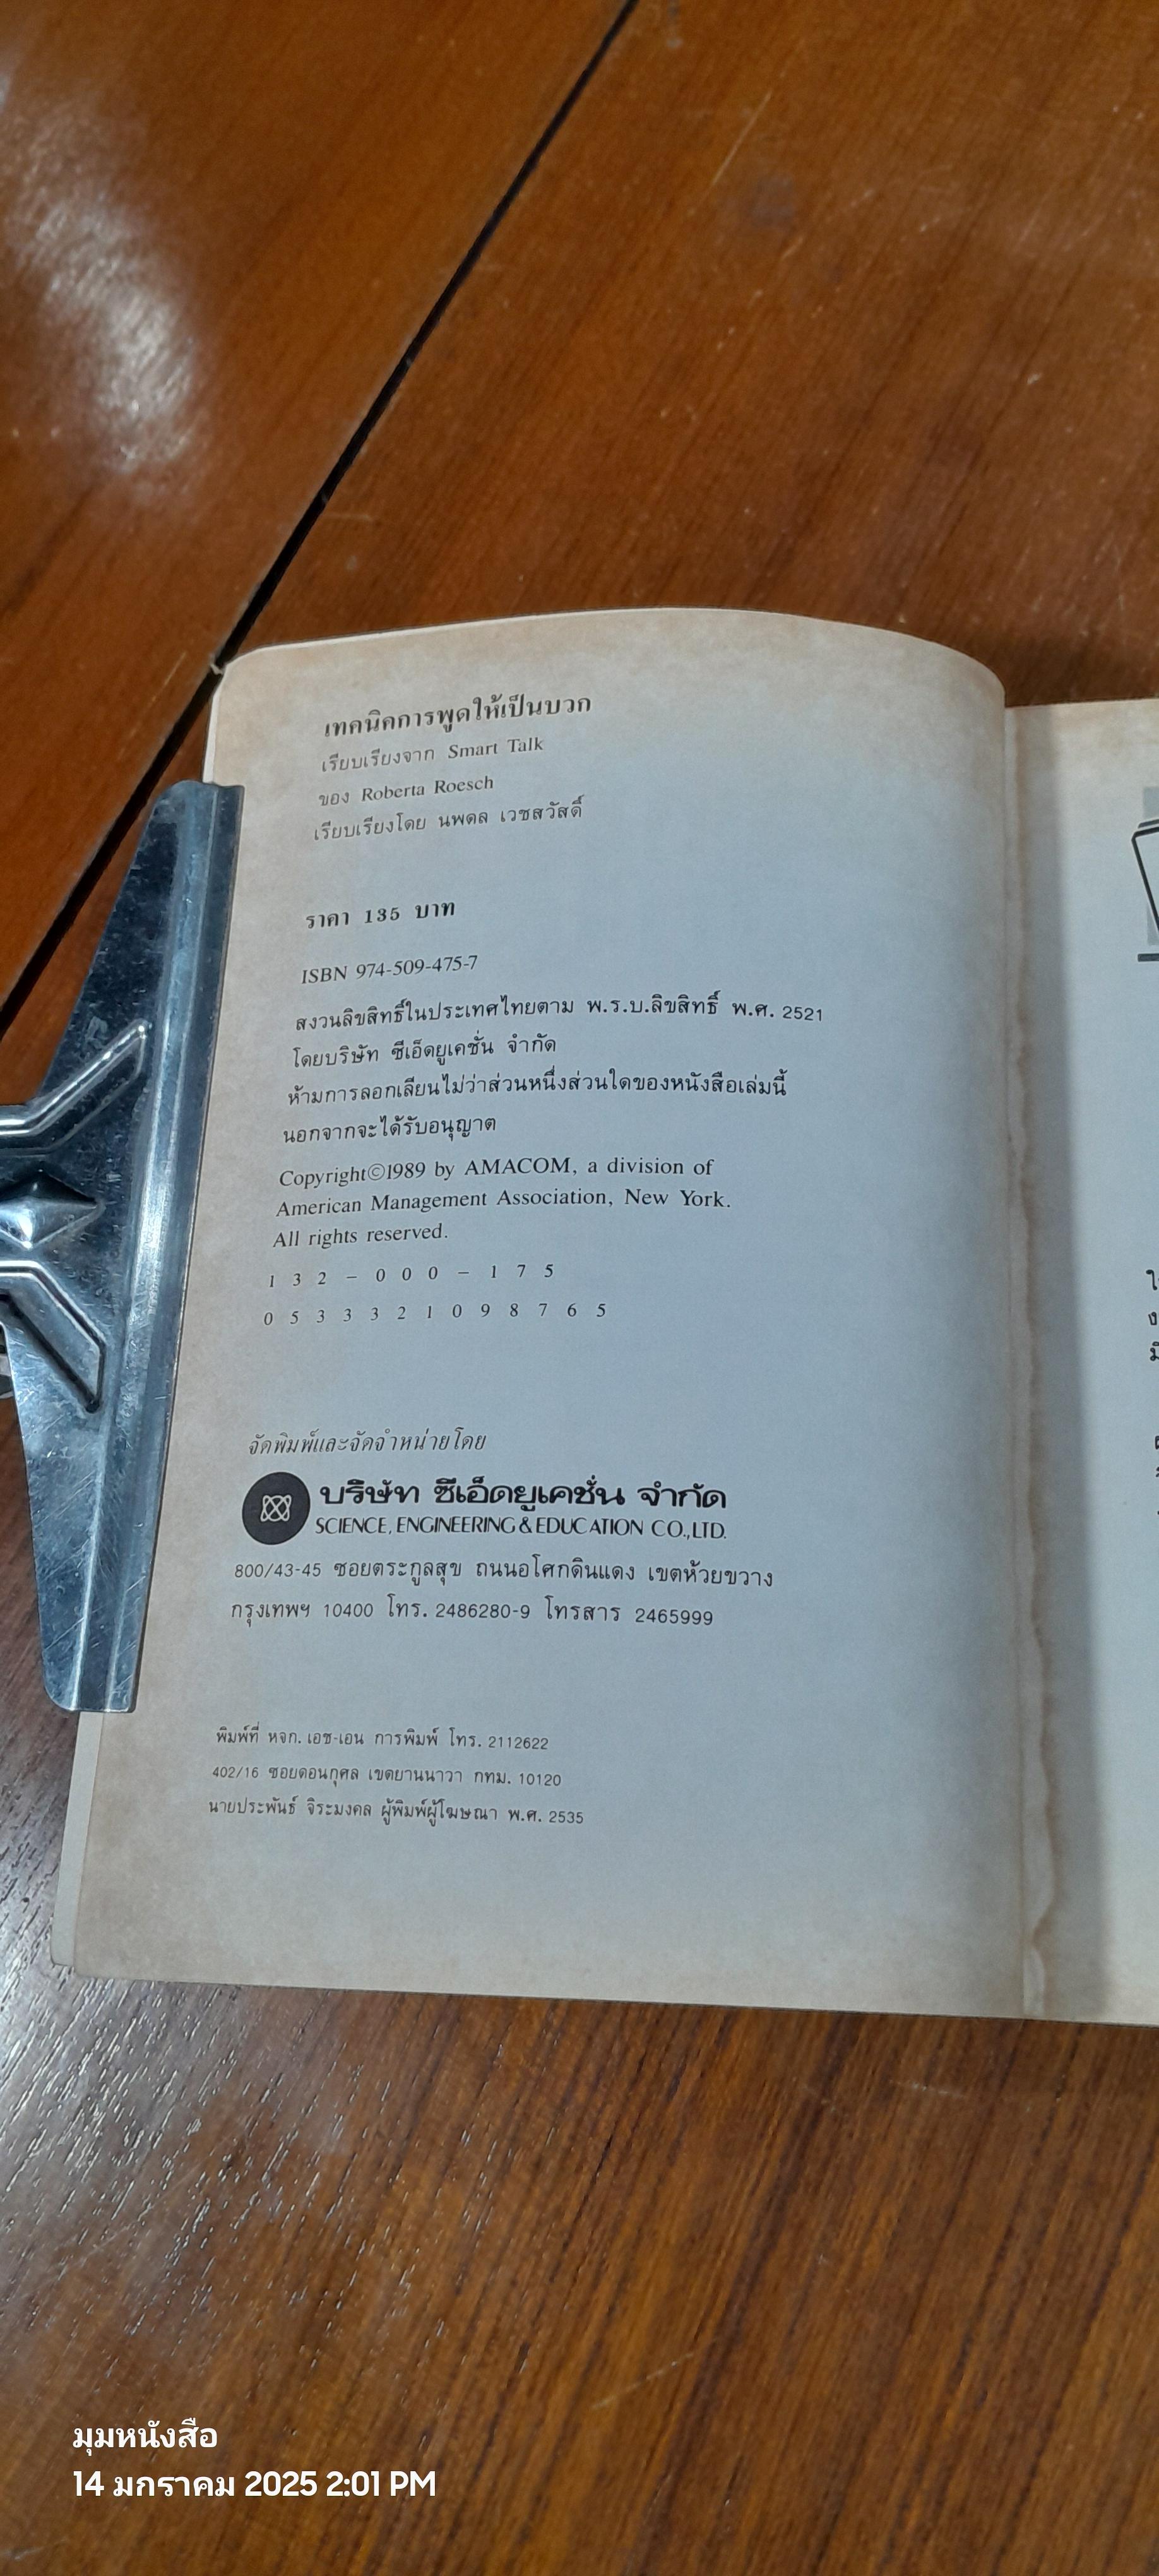 เทคนิคการพูดให้เป็นบวก
เรียบเรียงจาก Smart Talk
ของ Roberta Roesch
เรียบเรียงโดย นพดล เวชสวัสดิ์
ราคา 135 บาท
ISBN 974-509-475-7
สงวนลิขสิทธิ์ในประเทศไทยตาม พ.ร.บ.ลิขสิทธิ์ พ.ศ. 2521
โดยบริษัท ซีเอ็ดยูเคชั่น จำกัด
ห้ามการลอกเลียนไม่ว่าส่วนหนึ่งส่วนใดของหนังสือเล่มนี้
นอกจากจะได้รับอนุญาต
Copyright©1989 by AMACOM, a division of
American Management Association, New York.
All rights reserved.
1 3 2 – 0 0 0 – 1 7 5
0 5 3 3 3 2 1 0 9 8 7 6 5
จัดพิมพ์และจัดจำหน่ายโดย
บริษัท ซีเอ็ดยูเคชั่น จำกัด
SCIENCE, ENGINEERING & EDUCATION CO., LTD.
800/43-45 ซอยตระกูลสุข ถนนอโศกดินแดง เขตห้วยขวาง
กรุงเทพฯ 10400 โทร. 2486280-9 โทรสาร 2465999
พิมพ์ที่ หจก. เอช-เอน การพิมพ์ โทร. 2112622
402/16 ซอยดอนกุศล เขตยานนาวา กทม. 10120
นายประพันธ์ จิระมงคล ผู้พิมพ์ผู้โฆษณา พ.ศ. 2535
มุมหนังสือ
14 มกราคม 2025 2:01 PM